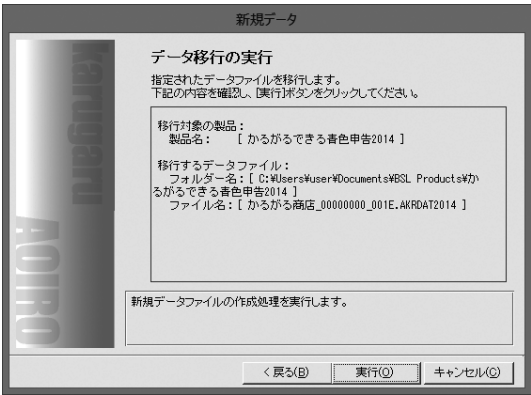 新規データ
karugaru
AOIRO
データ移行の実行
指定されたデータファイルを移行します。
下記の内容を確認し、[実行]ボタンをクリックしてください。
移行対象の製品:
製品名: [ かるがるできる青色申告2014 ]
移行するデータファイル:
フォルダー名:[ C:¥Users¥user¥Documents¥BSL Products¥か
るがるできる青色申告2014 ]
ファイル名:[ かるがる商店_00000000_001E.AKRDAT2014 ]
新規データファイルの作成処理を実行します。
< 戻る(B) 実行(O) キャンセル(C)